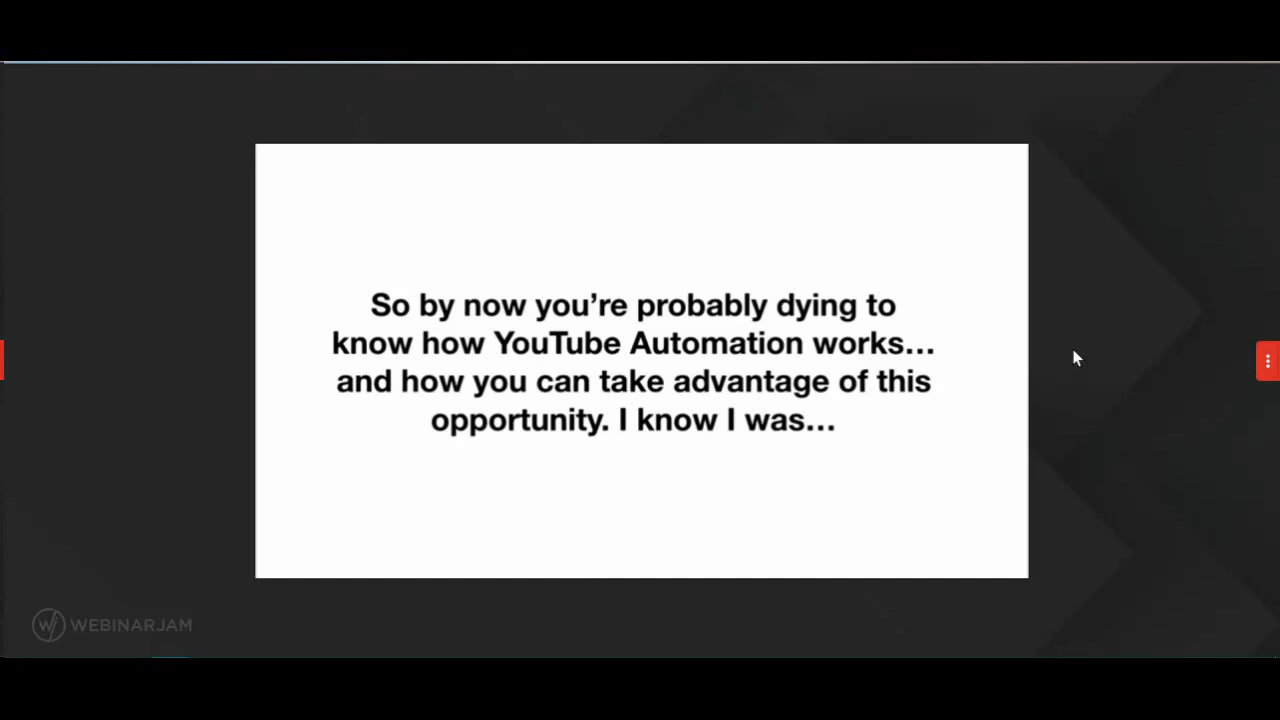 So by now you’re probably dying to
know how YouTube Automation works…
and how you can take advantage of this
opportunity. I know I was…
WEBINARJAM